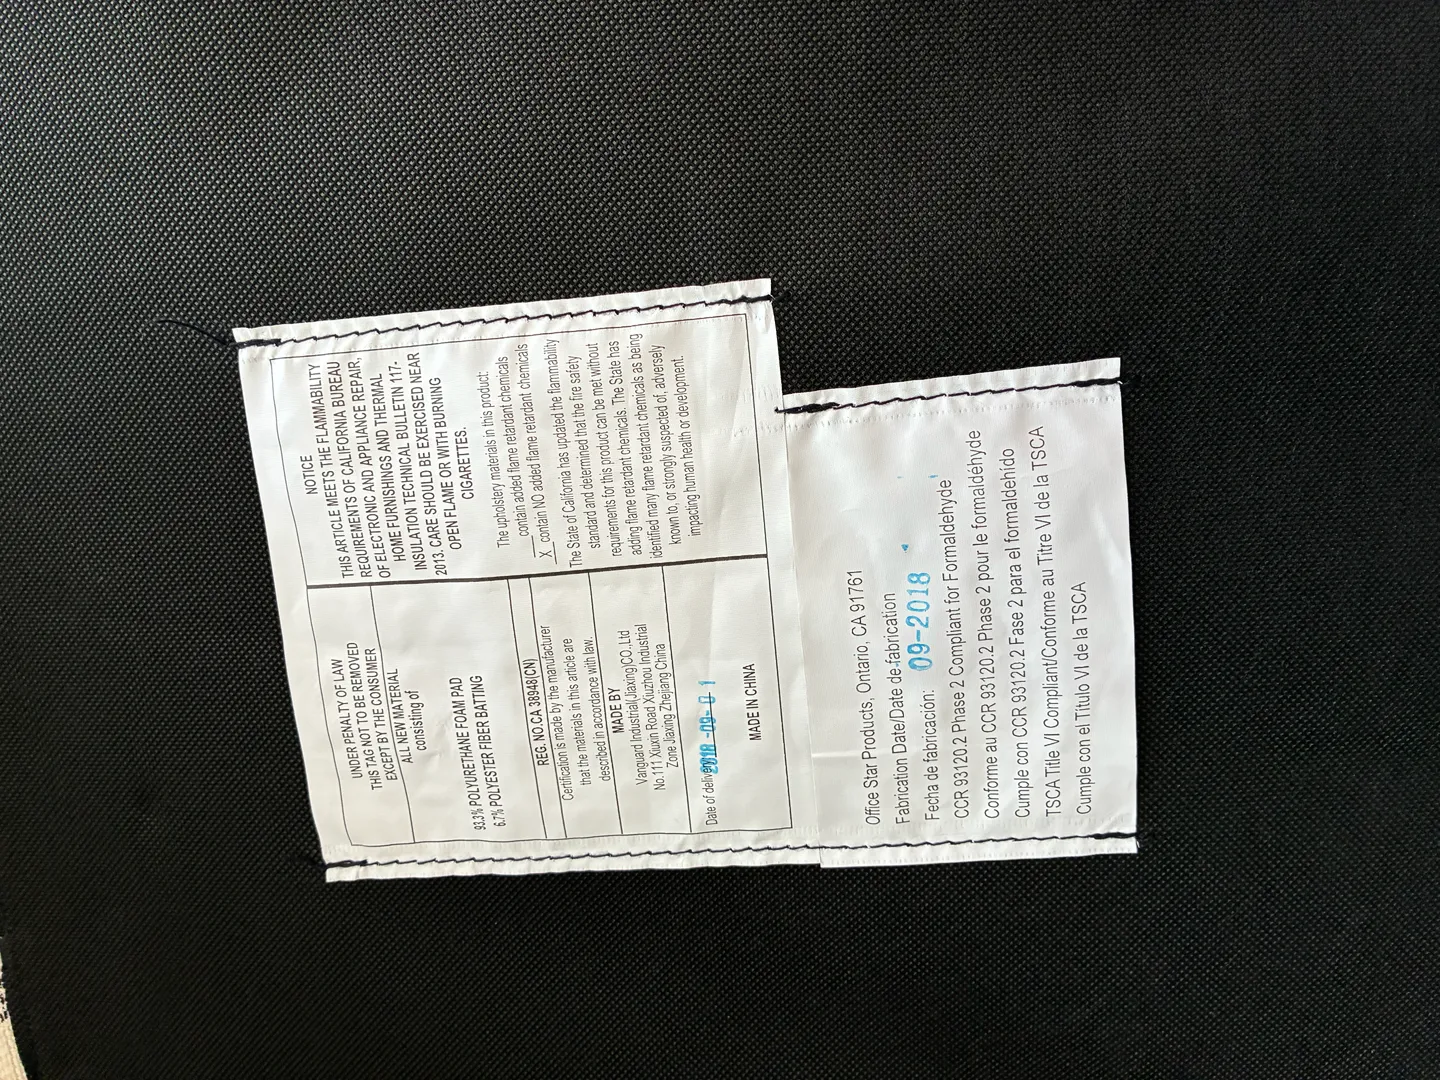 UNDER PENALTY OF LAW
THIS TAG NOT TO BE REMOVED
EXCEPT BY THE CONSUMER
ALL NEW MATERIAL
consisting of
93.3% POLYURETHANE FOAM PAD
6.7% POLYESTER FIBER BATTING
REG. NO.CA 38948(CN)
Certification is made by the manufacturer
that the materials in this article are
described in accordance with law.
MADE BY
Vanguard Industrial(Jiaxing)CO.,Ltd
No.111 Xiuxin Road Xiuzhou Industrial
Zone Jiaxing Zhejiang China
Date of delivery 2018-09-01
MADE IN CHINA
NOTICE
THIS ARTICLE MEETS THE FLAMMABILITY
REQUIREMENTS OF CALIFORNIA BUREAU
OF ELECTRONIC AND APPLIANCE REPAIR,
HOME FURNISHINGS AND THERMAL
INSULATION TECHNICAL BULLETIN 117-
2013. CARE SHOULD BE EXERCISED NEAR
OPEN FLAME OR WITH BURNING
CIGARETTES.
The upholstery materials in this product:
contain added flame retardant chemicals
X contain NO added flame retardant chemicals
The State of California has updated the flammability
standard and determined that the fire safety
requirements for this product can be met without
adding flame retardant chemicals. The State has
identified many flame retardant chemicals as being
known to, or strongly suspected of, adversely
impacting human health or development.
Office Star Products, Ontario, CA 91761
Fabrication Date/Date de fabrication
Fecha de fabricación: 09-2018
CCR 93120.2 Phase 2 Compliant for Formaldehyde
Conforme au CCR 93120.2 Phase 2 pour le formaldéhyde
Cumple con CCR 93120.2 Fase 2 para el formaldehído
TSCA Title VI Compliant/Conforme au Titre VI de la TSCA
Cumple con el Titulo VI de la TSCA